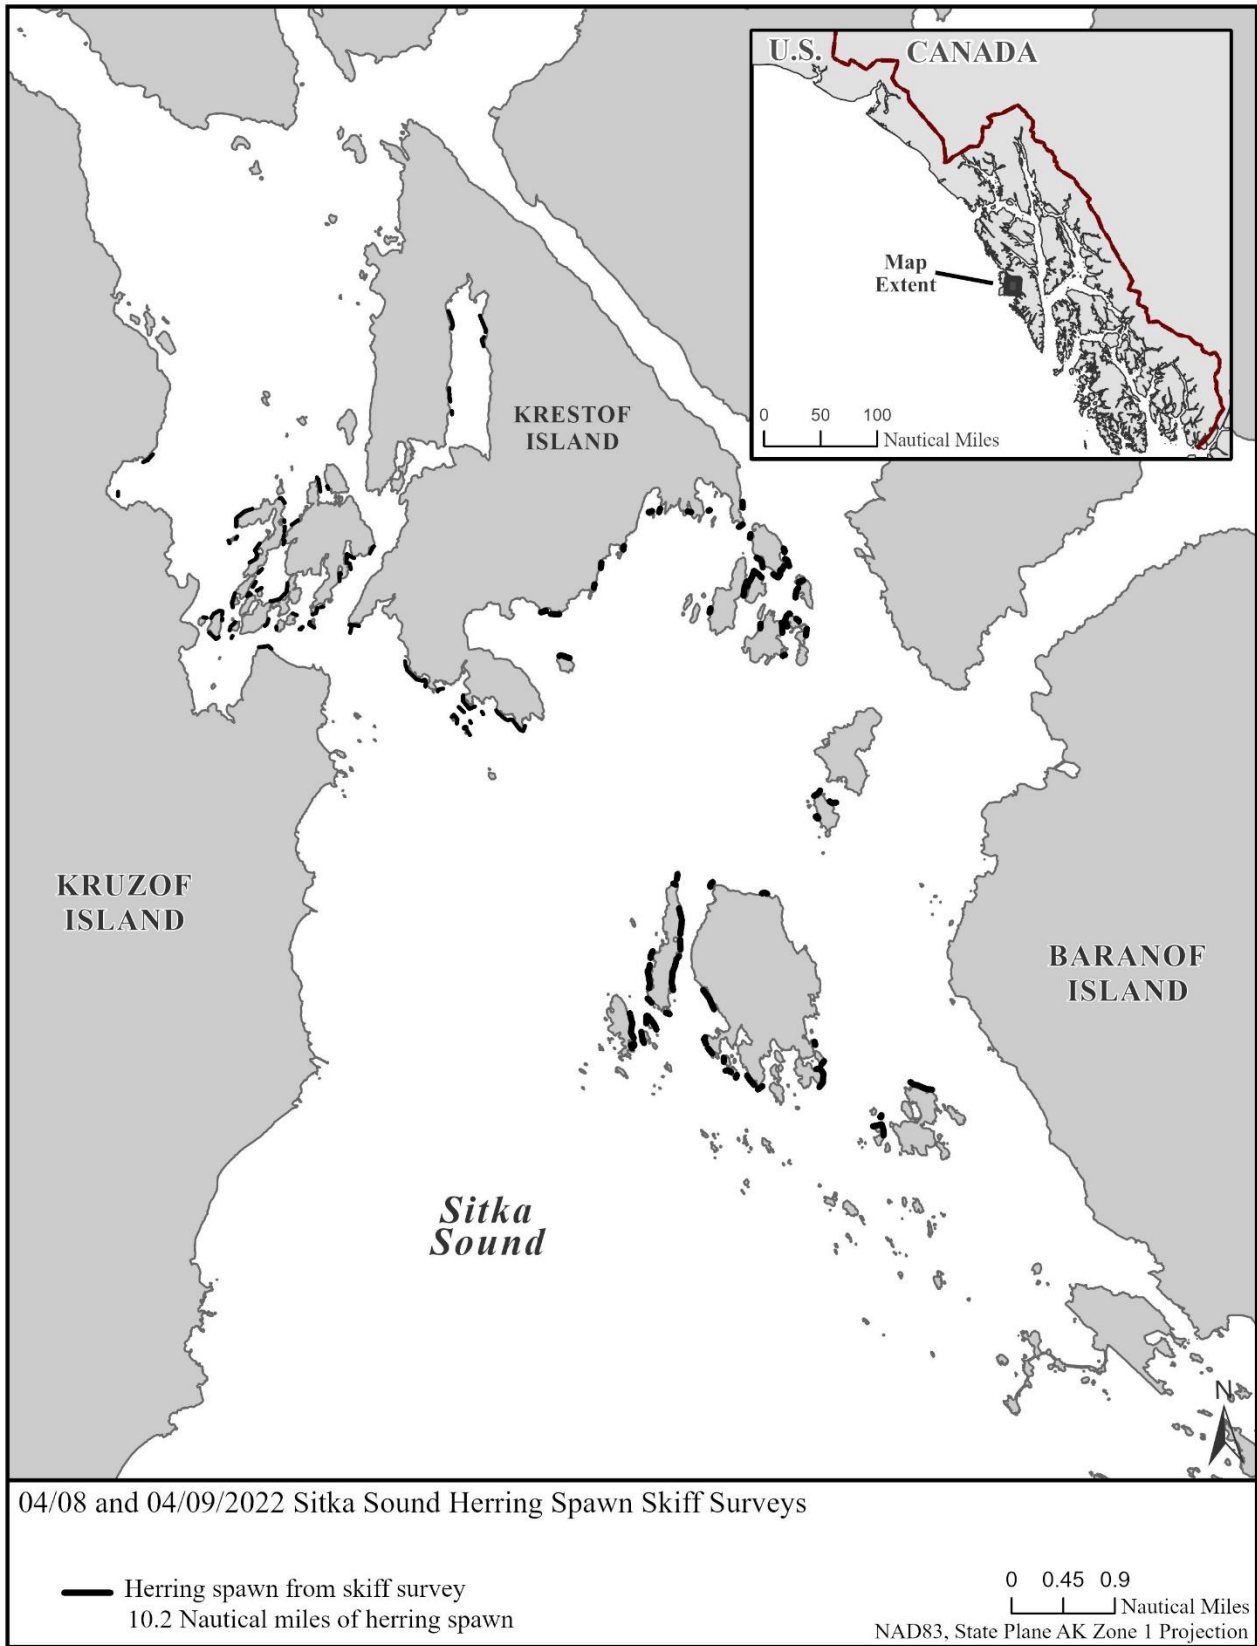 U.S. CANADA
Map
Extent
0 50 100
Nautical Miles
KRESTOF
ISLAND
KRUZOF
ISLAND
BARANOF
ISLAND
Sitka
Sound
N
04/08 and 04/09/2022 Sitka Sound Herring Spawn Skiff Surveys
Herring spawn from skiff survey
10.2 Nautical miles of herring spawn
0 0.45 0.9
Nautical Miles
NAD83, State Plane AK Zone 1 Projection